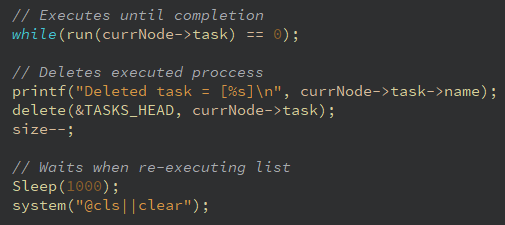 // Executes until completion
while(run(currNode->task) == 0);
// Deletes executed proccess
printf("Deleted task = [%s]\n", currNode->task->name);
delete(&TASKS_HEAD, currNode->task);
size--;
// Waits when re-executing list
Sleep(1000);
system("@cls||clear");